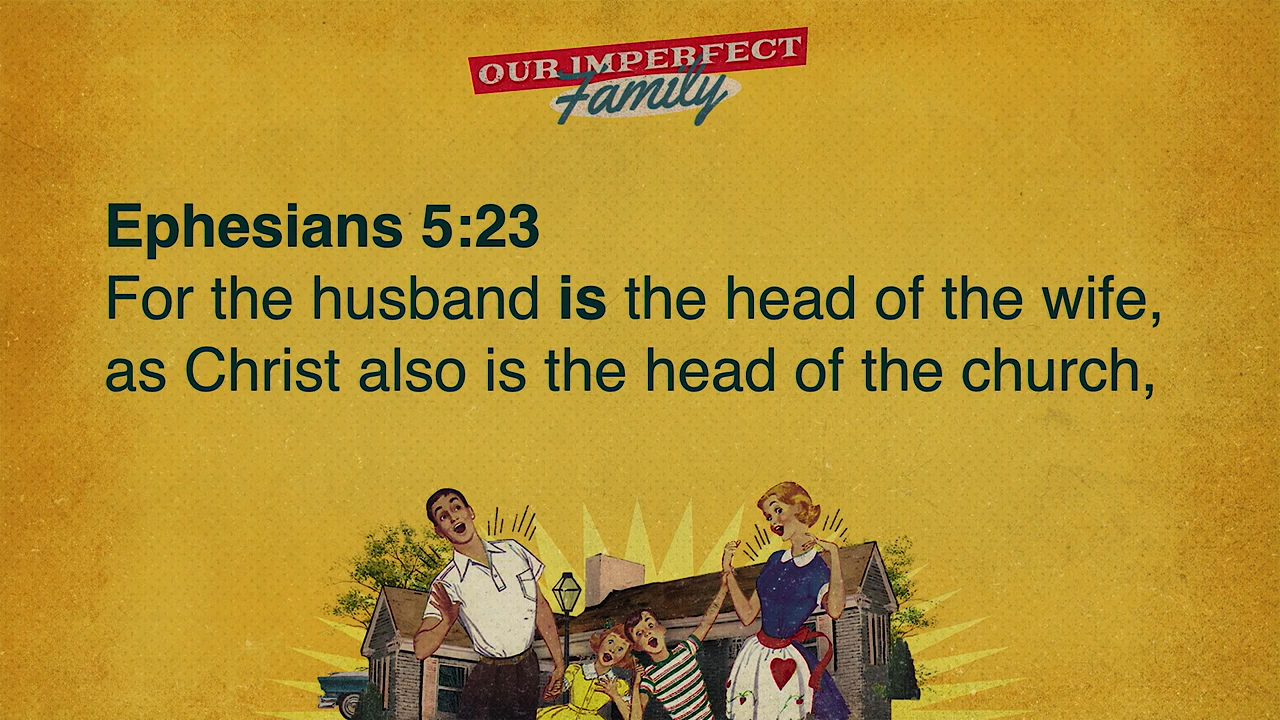 OUR IMPERFECT
Family
Ephesians 5:23
For the husband is the head of the wife,
as Christ also is the head of the church,